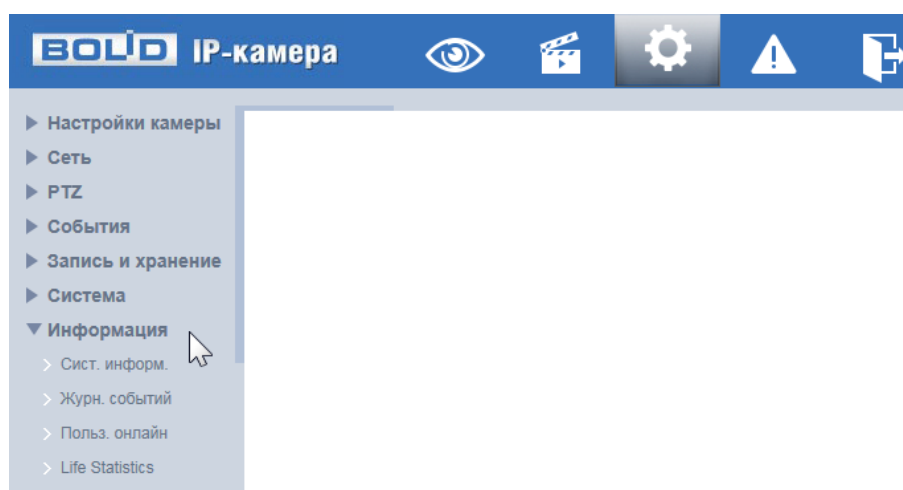 BOLID IP-камера
Настройки камеры
Сеть
PTZ
События
Запись и хранение
Система
Информация
Сист. информ.
Журн. событий
Польз. онлайн
Life Statistics